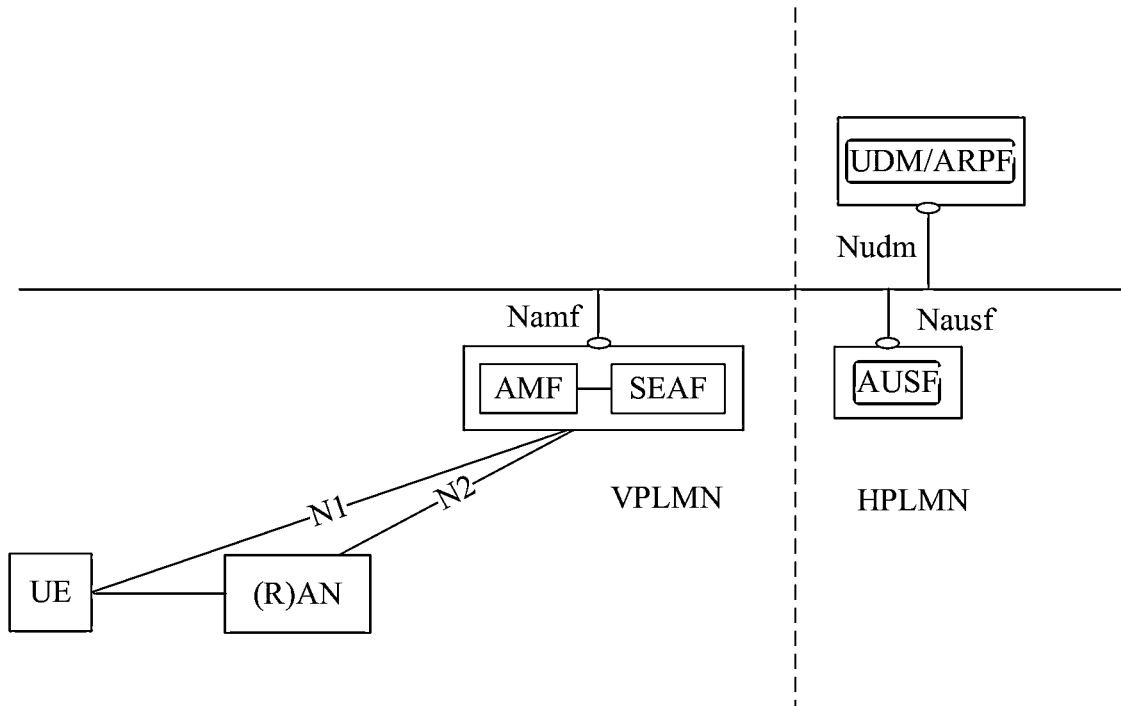 UDM/ARPF
Nudm
Namf
Nausf
AMF
SEAF
AUSF
N1
N2
VPLMN
HPLMN
UE
(R)AN